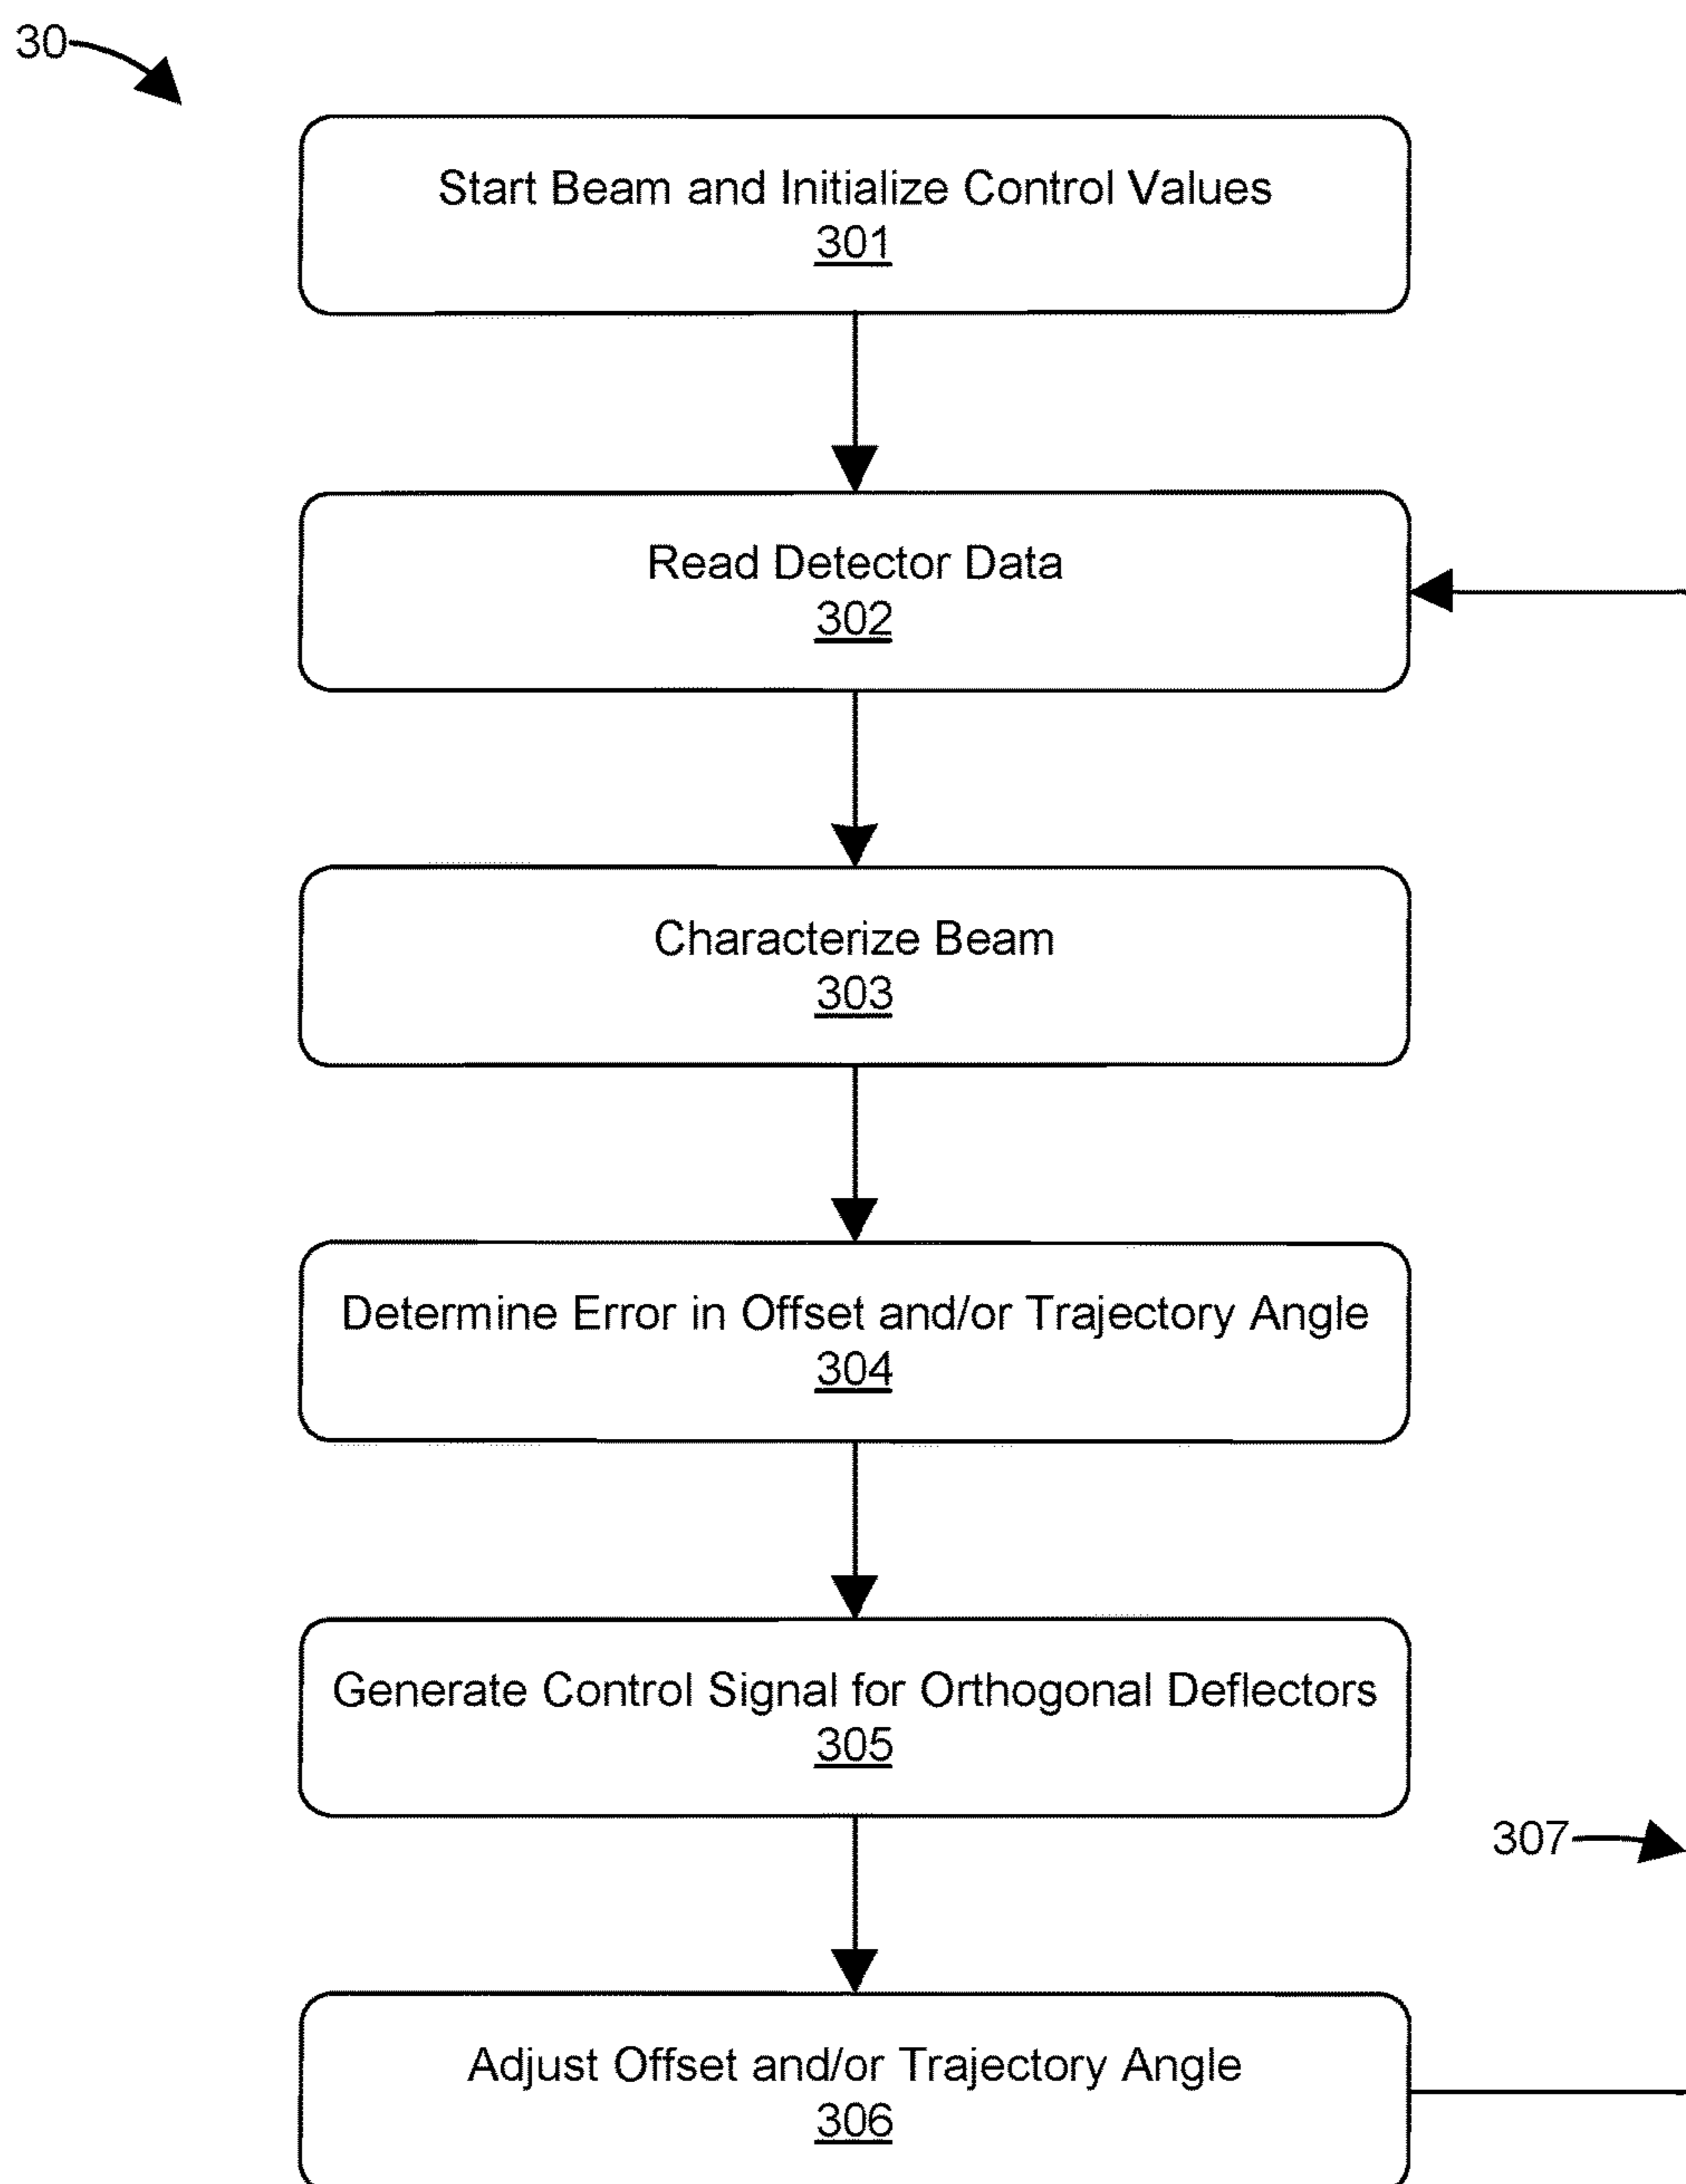 30
Start Beam and Initialize Control Values
301
Read Detector Data
302
Characterize Beam
303
Determine Error in Offset and/or Trajectory Angle
304
Generate Control Signal for Orthogonal Deflectors
305
307
Adjust Offset and/or Trajectory Angle
306